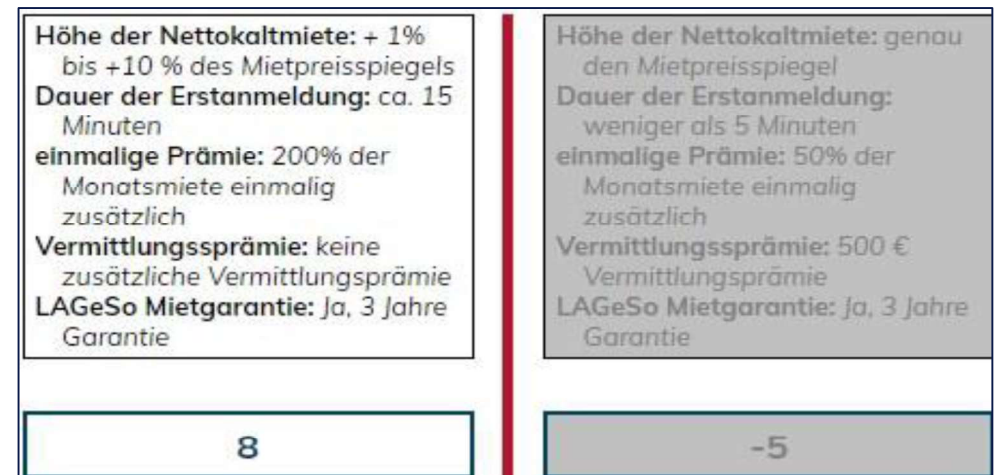 Höhe der Nettokaltmiete: + 1%
bis +10 % des Mietpreisspiegels
Dauer der Erstanmeldung: ca. 15
Minuten
einmalige Prämie: 200% der
Monatsmiete einmalig
zusätzlich
Vermittlungssprämie: keine
zusätzliche Vermittlungsprämie
LAGeSo Mietgarantie: Ja, 3 Jahre
Garantie
8
Höhe der Nettokaltmiete: genau
den Mietpreisspiegel
Dauer der Erstanmeldung:
weniger als 5 Minuten
einmalige Prämie: 50% der
Monatsmiete einmalig
zusätzlich
Vermittlungssprämie: 500 €
Vermittlungsprämie
LAGeSo Mietgarantie: Ja, 3 Jahre
Garantie
-5